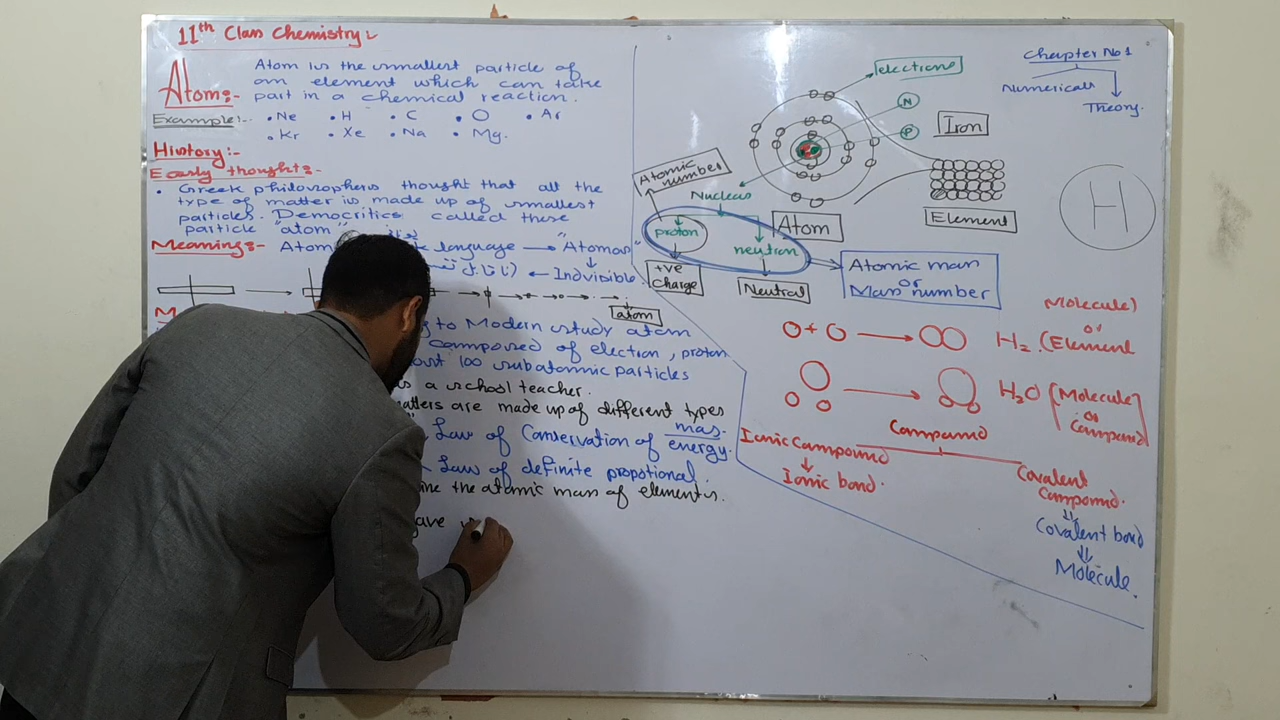 11th Class Chemistry
Atom:-
Atom is the smallest particle of
an element which can take
part in a chemical reaction.
Example:-
• Ne • H • C • O • Ar
• Kr • Xe • Na • Mg.
History:-
Early thought:-
• Greek philosophers thought that all the
type of matter is made up of smallest
particles. Democritics called these
particle "atom"
Meaning:- Atom language → "Atomos"
← Indivisible.
atom
to Modern study atom
composed of election, proton
100 subatomic particles
a school teacher.
matters are made up of different types
Law of Conservation of mas.
energy.
Law of definite propotional.
the atomic mass of elements.
gave
Chapter No 1
Numericals
Theory.
electrons
N
P
Iron
Atomic number
Nucleus
Atom
Element
H
proton
neutron
+ve charge
Neutral
Atomic mass
or
Mass number
Molecule)
or
H2 (Element
H2O (Molecule
or
Compound
Compound
Ionic Compound
Ionic bond.
Covalent
Compound.
Covalent bond
Molecule.